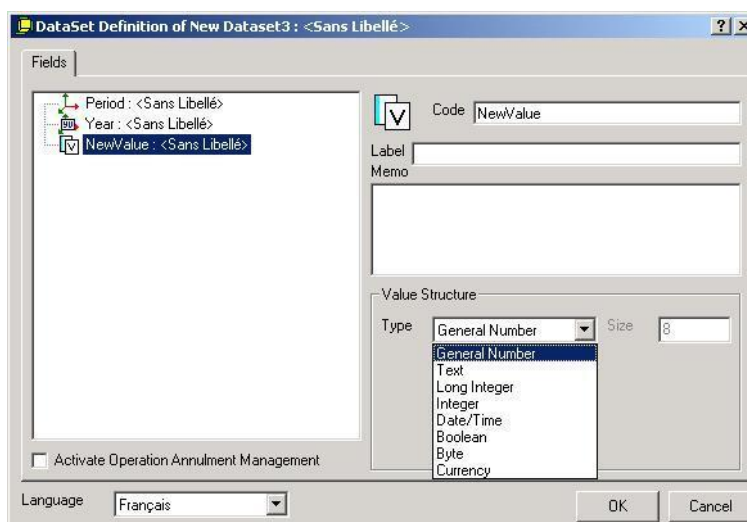 DataSet Definition of New Dataset3 : <Sans Libellé>
Fields
Period : <Sans Libellé>
Year : <Sans Libellé>
NewValue : <Sans Libellé>
Code NewValue
Label
Memo
Value Structure
Type General Number Size 8
General Number
Text
Long Integer
Integer
Date/Time
Boolean
Byte
Currency
Activate Operation Annulment Management
Language Français
OK Cancel